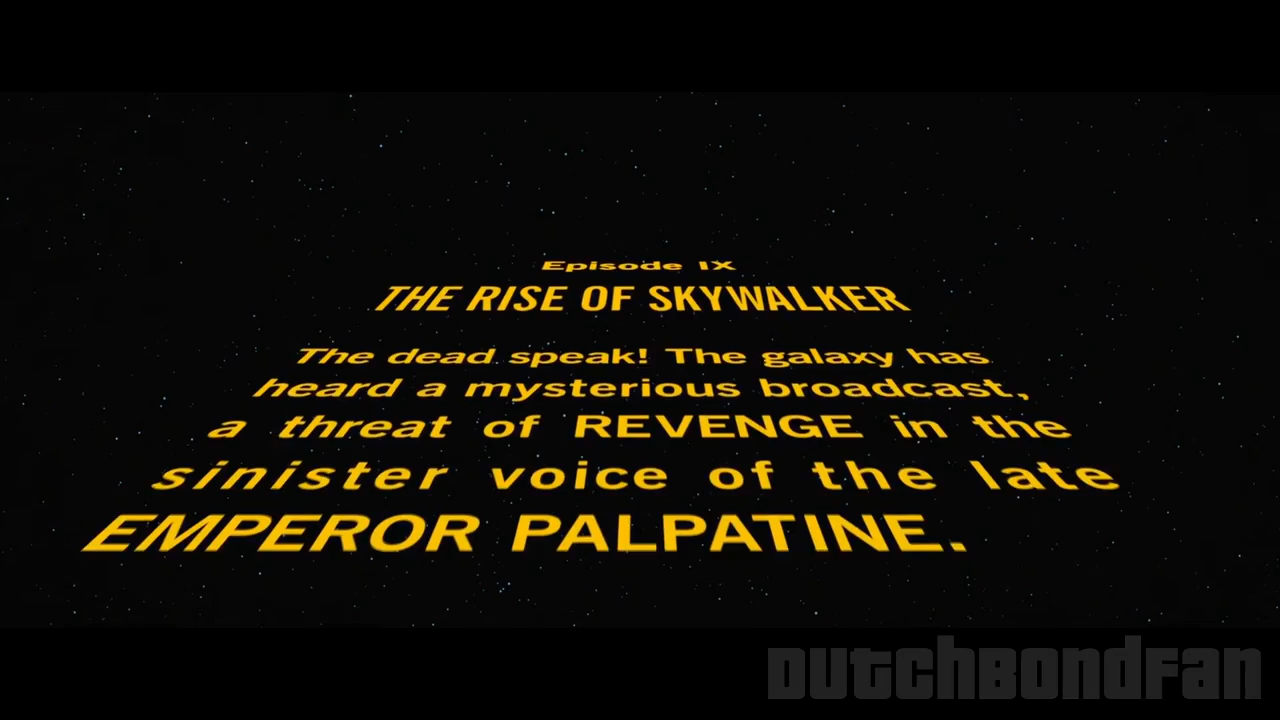 Episode IX
THE RISE OF SKYWALKER
The dead speak! The galaxy has
heard a mysterious broadcast,
a threat of REVENGE in the
sinister voice of the late
EMPEROR PALPATINE.
DUTCHBONDFAN